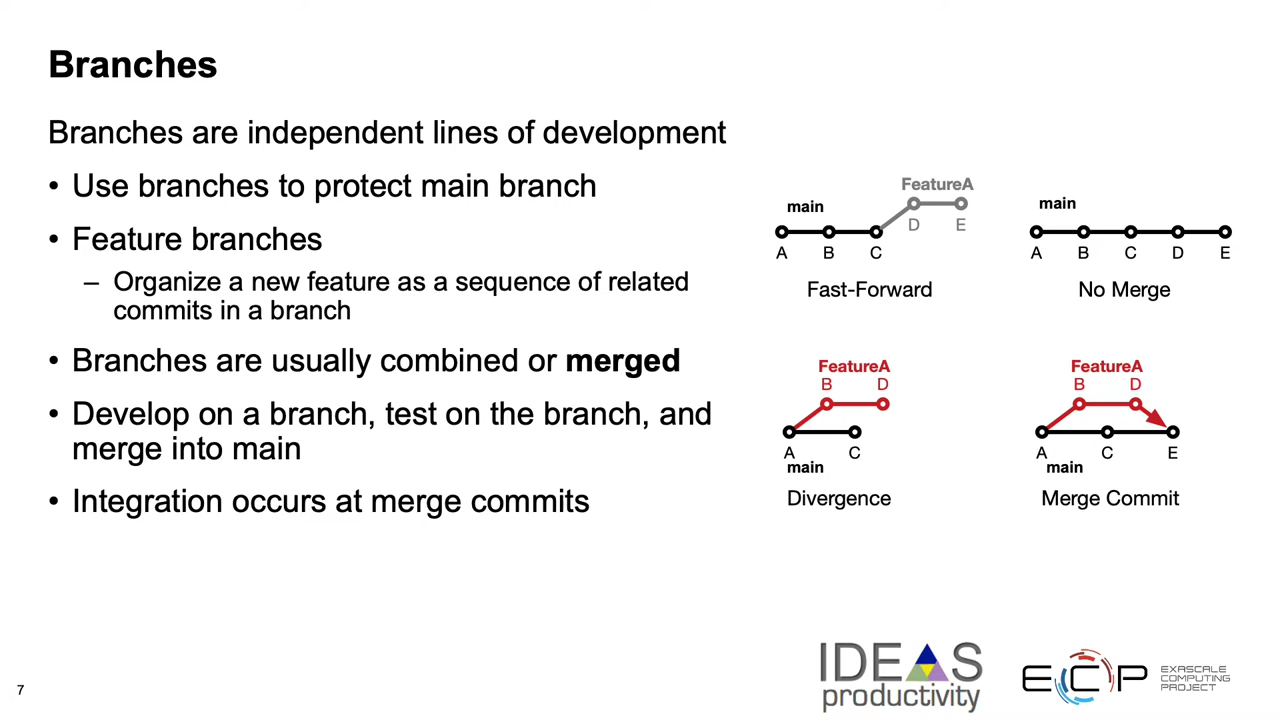 Branches
Branches are independent lines of development
• Use branches to protect main branch
• Feature branches
– Organize a new feature as a sequence of related
commits in a branch
• Branches are usually combined or merged
• Develop on a branch, test on the branch, and
merge into main
• Integration occurs at merge commits
FeatureA
main
D E
A B C
Fast-Forward
main
A B C D E
No Merge
FeatureA
B D
A C
main
Divergence
FeatureA
B D
A C E
main
Merge Commit
7
IDEAS
productivity
ECP
EXASCALE
COMPUTING
PROJECT